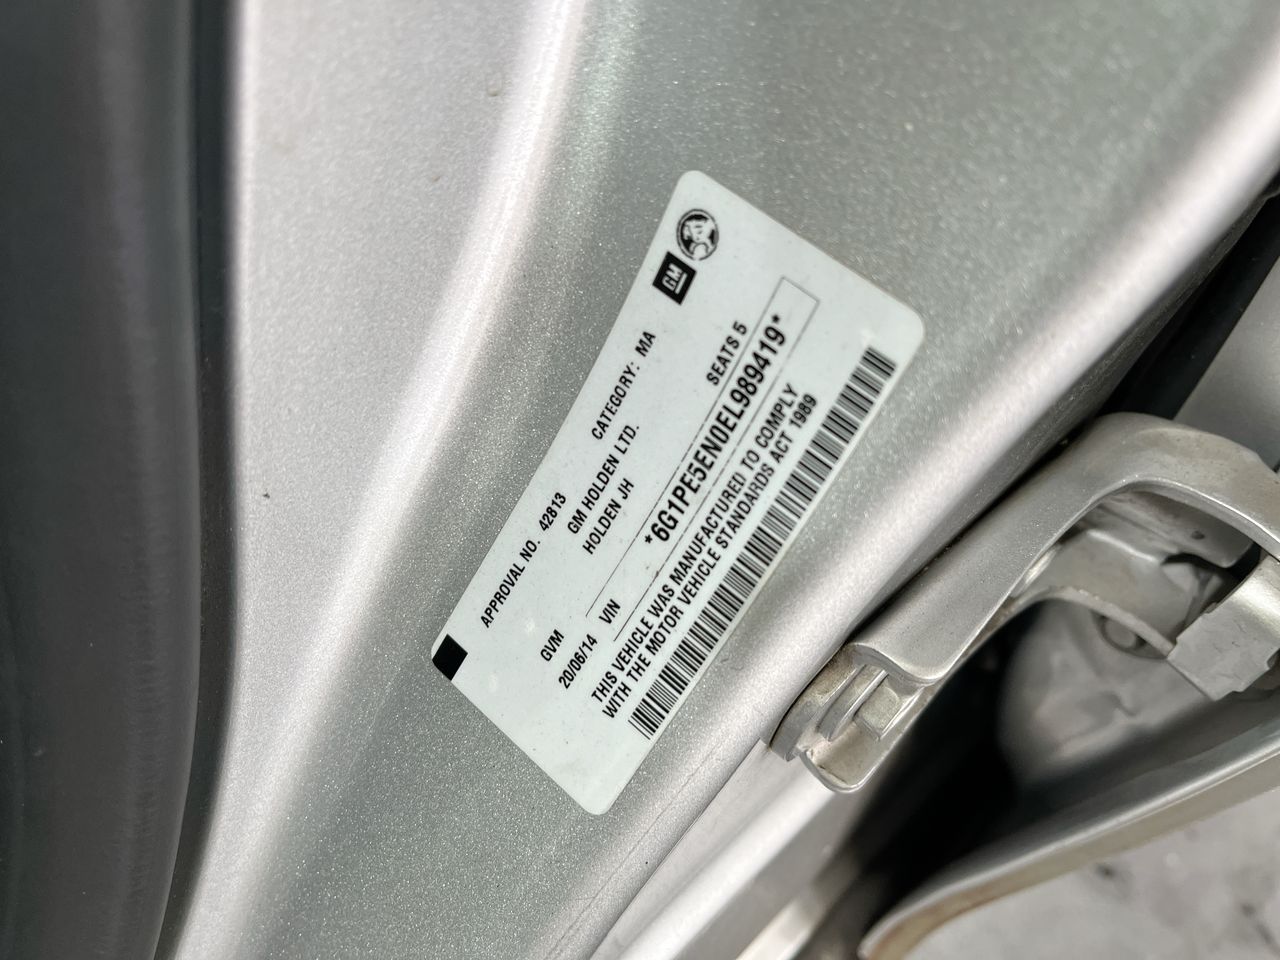 GM
APPROVAL NO. 42813 CATEGORY: MA
GM HOLDEN LTD.
HOLDEN JH
GVM SEATS 5
20/06/14 VIN *6G1PE5EN0EL989419*
THIS VEHICLE WAS MANUFACTURED TO COMPLY
WITH THE MOTOR VEHICLE STANDARDS ACT 1989